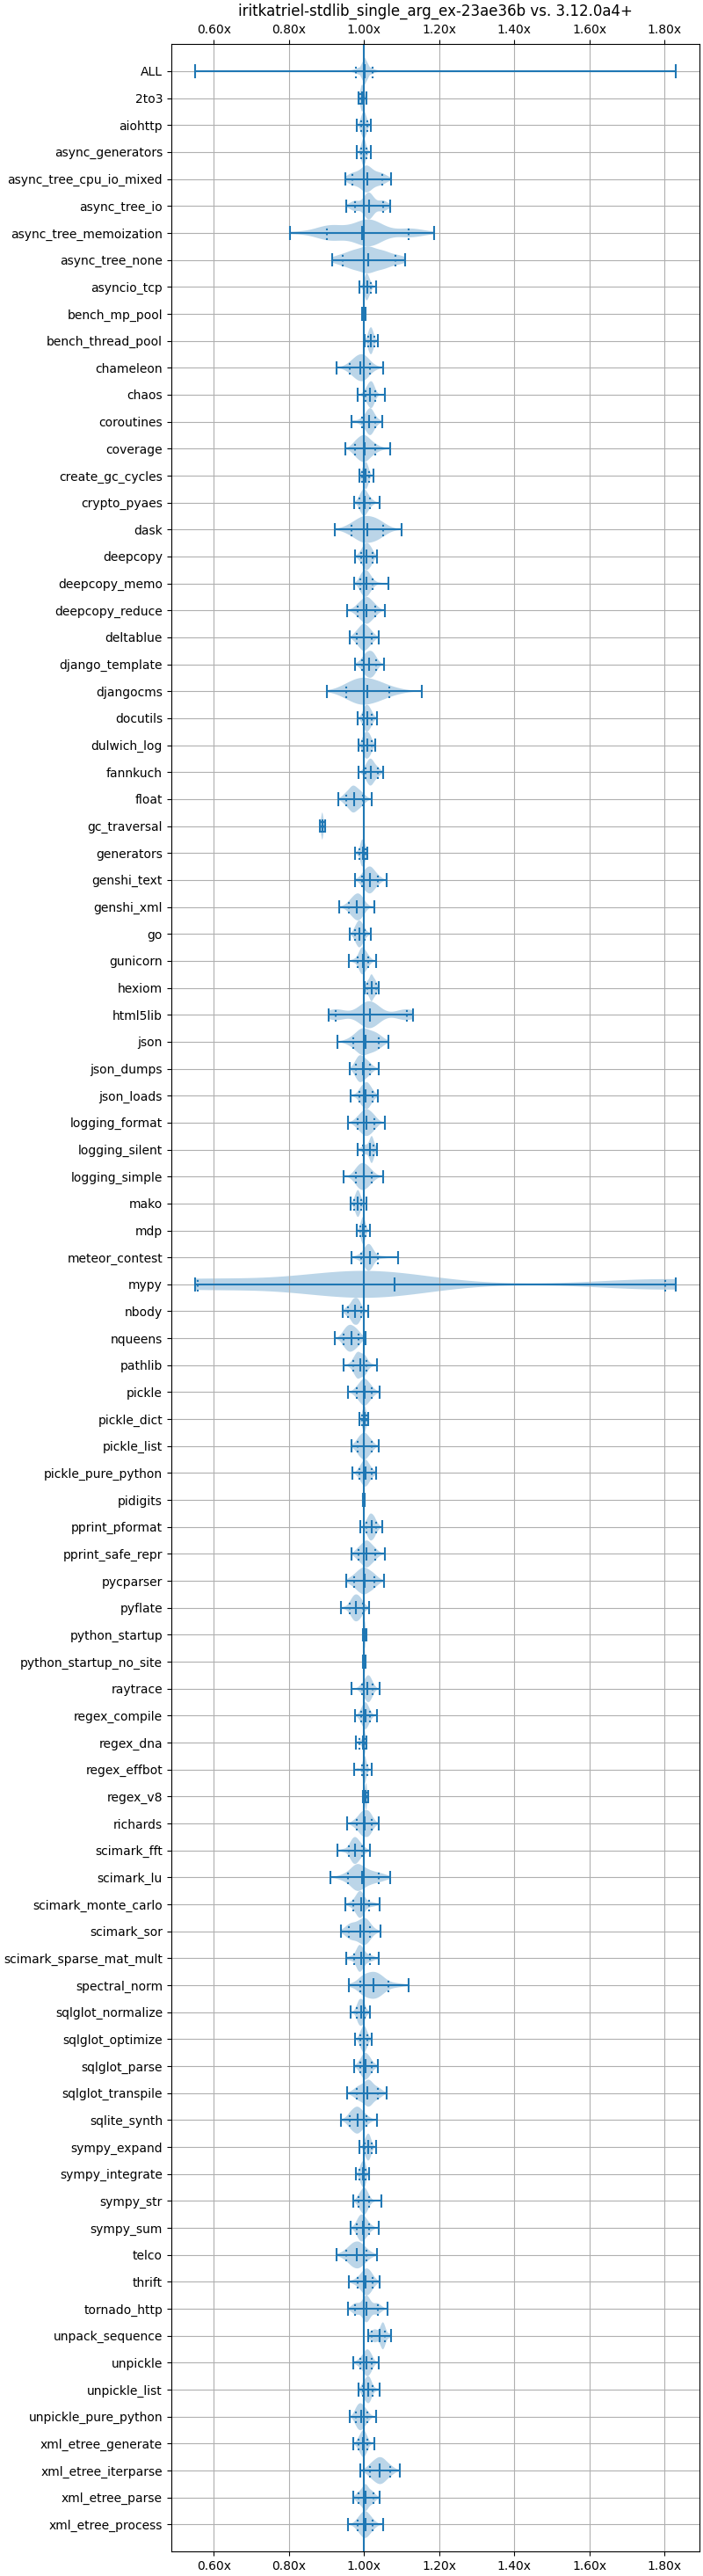 iritkatriel-stdlib_single_arg_ex-23ae36b vs. 3.12.0a4+
0.60x 0.80x 1.00x 1.20x 1.40x 1.60x 1.80x
ALL
2to3
aiohttp
async_generators
async_tree_cpu_io_mixed
async_tree_io
async_tree_memoization
async_tree_none
asyncio_tcp
bench_mp_pool
bench_thread_pool
chameleon
chaos
coroutines
coverage
create_gc_cycles
crypto_pyaes
dask
deepcopy
deepcopy_memo
deepcopy_reduce
deltablue
django_template
djangocms
docutils
dulwich_log
fannkuch
float
gc_traversal
generators
genshi_text
genshi_xml
go
gunicorn
hexiom
html5lib
json
json_dumps
json_loads
logging_format
logging_silent
logging_simple
mako
mdp
meteor_contest
mypy
nbody
nqueens
pathlib
pickle
pickle_dict
pickle_list
pickle_pure_python
pidigits
pprint_pformat
pprint_safe_repr
pycparser
pyflate
python_startup
python_startup_no_site
raytrace
regex_compile
regex_dna
regex_effbot
regex_v8
richards
scimark_fft
scimark_lu
scimark_monte_carlo
scimark_sor
scimark_sparse_mat_mult
spectral_norm
sqlglot_normalize
sqlglot_optimize
sqlglot_parse
sqlglot_transpile
sqlite_synth
sympy_expand
sympy_integrate
sympy_str
sympy_sum
telco
thrift
tornado_http
unpack_sequence
unpickle
unpickle_list
unpickle_pure_python
xml_etree_generate
xml_etree_iterparse
xml_etree_parse
xml_etree_process
0.60x 0.80x 1.00x 1.20x 1.40x 1.60x 1.80x